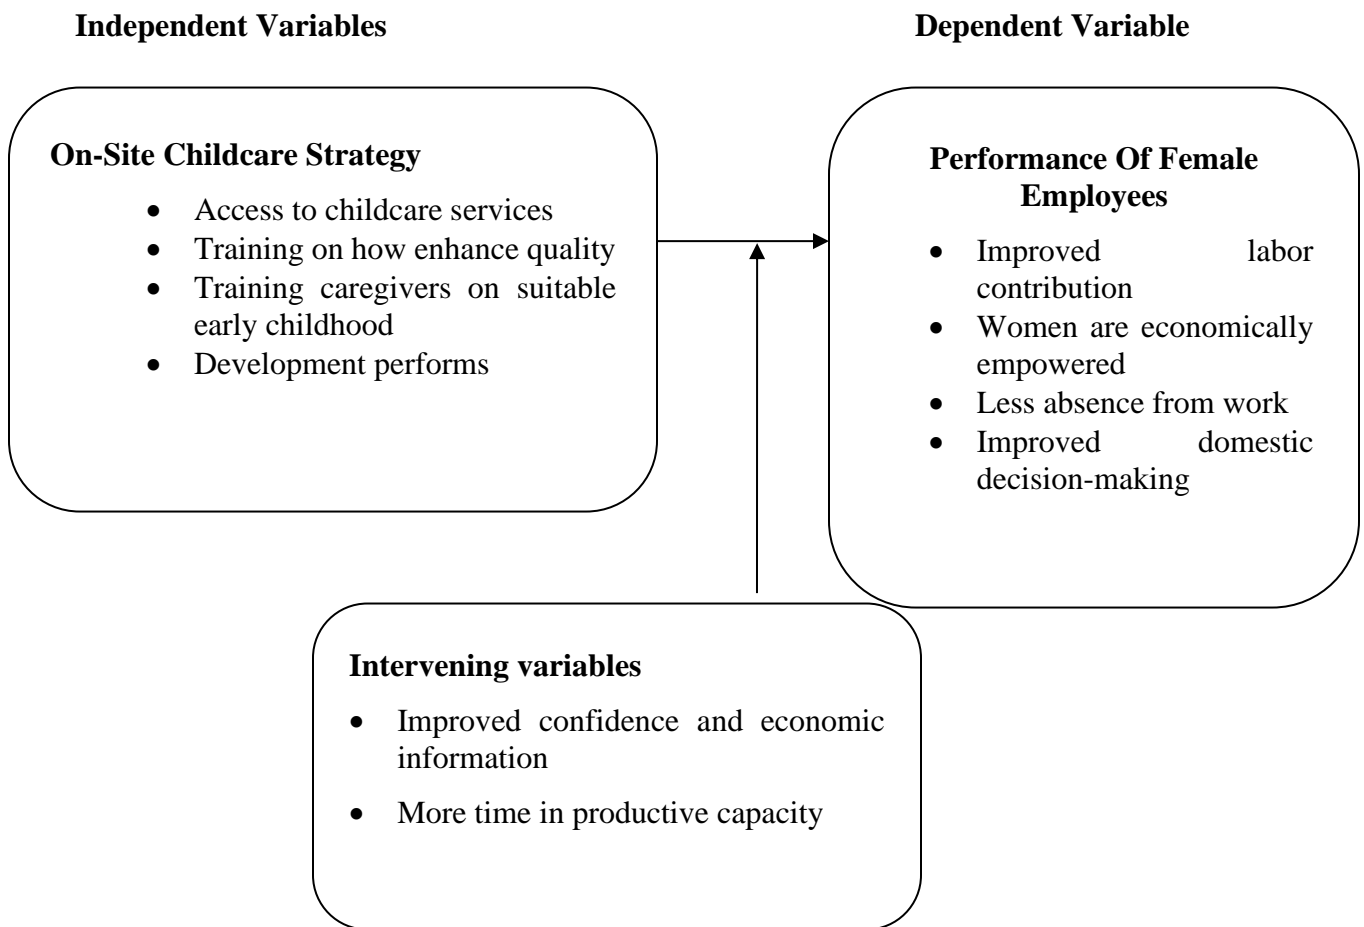 Independent Variables
Dependent Variable
On-Site Childcare Strategy
• Access to childcare services
• Training on how enhance quality
• Training caregivers on suitable
early childhood
• Development performs
Performance Of Female
Employees
• Improved labor
contribution
• Women are economically
empowered
• Less absence from work
• Improved domestic
decision-making
Intervening variables
• Improved confidence and economic
information
• More time in productive capacity